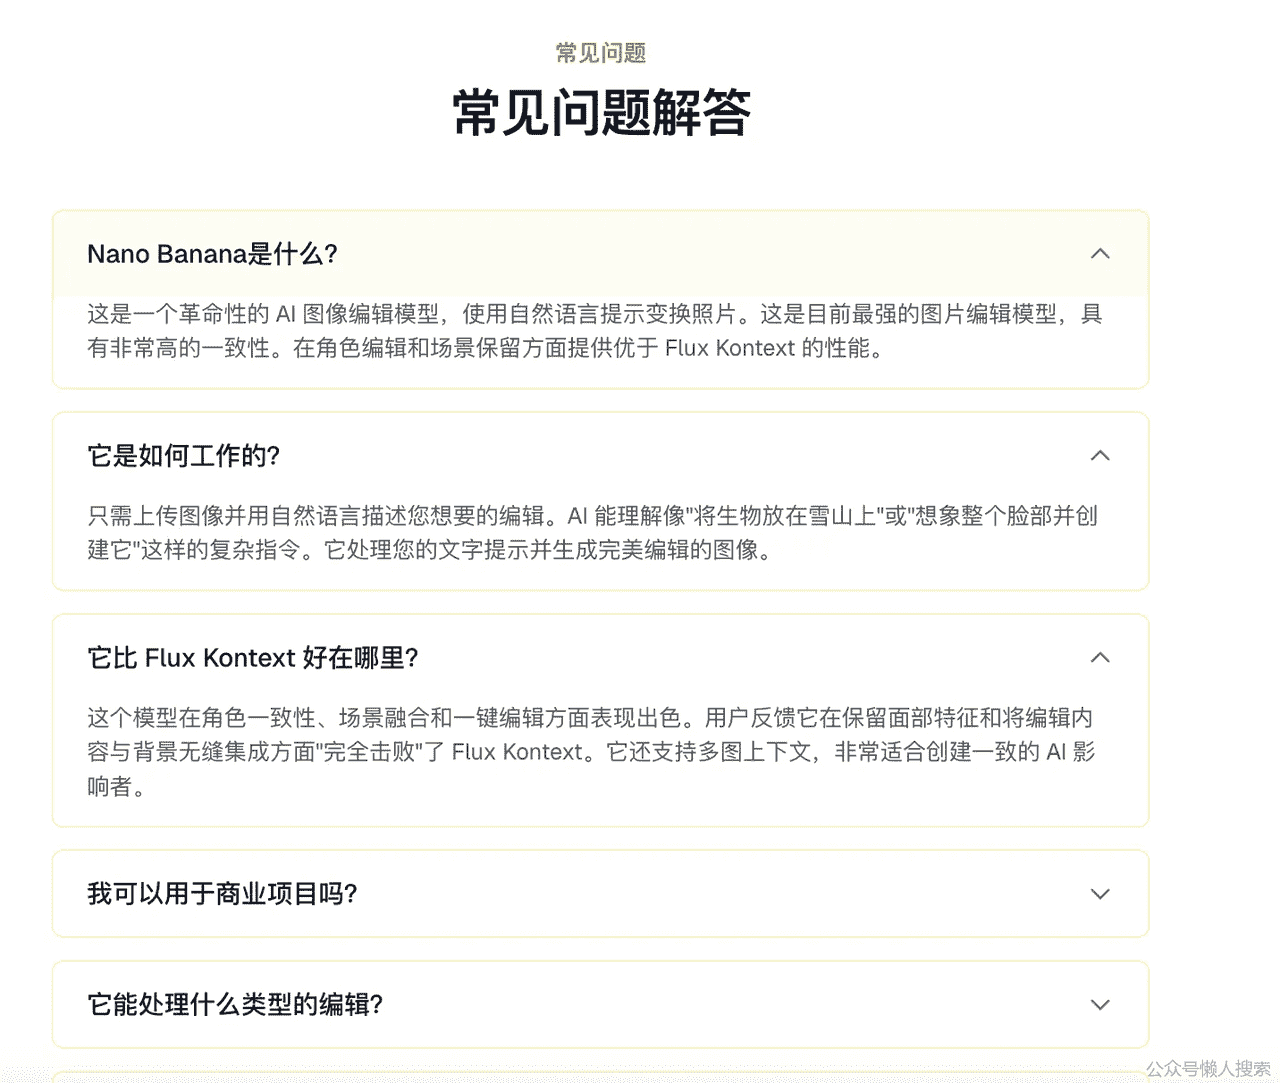 常见问题
常见问题解答
Nano Banana是什么?
这是一个革命性的 AI 图像编辑模型，使用自然语言提示变换照片。这是目前最强的图片编辑模型，具
有非常高的一致性。在角色编辑和场景保留方面提供优于 Flux Kontext 的性能。
它是如何工作的?
只需上传图像并用自然语言描述您想要的编辑。AI 能理解像"将生物放在雪山上"或"想象整个脸部并创
建它"这样的复杂指令。它处理您的文字提示并生成完美编辑的图像。
它比 Flux Kontext 好在哪里?
这个模型在角色一致性、场景融合和一键编辑方面表现出色。用户反馈它在保留面部特征和将编辑内
容与背景无缝集成方面"完全击败"了 Flux Kontext。它还支持多图上下文，非常适合创建一致的 AI 影
响者。
我可以用于商业项目吗?
它能处理什么类型的编辑?
公众号懒人搜索